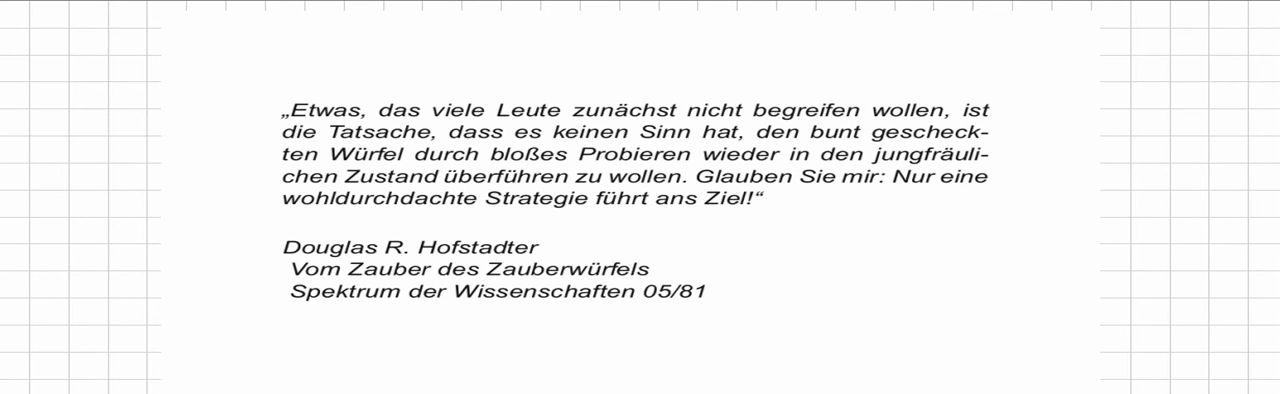 „Etwas, das viele Leute zunächst nicht begreifen wollen, ist
die Tatsache, dass es keinen Sinn hat, den bunt gescheck-
ten Würfel durch bloßes Probieren wieder in den jungfräuli-
chen Zustand überführen zu wollen. Glauben Sie mir: Nur eine
wohldurchdachte Strategie führt ans Ziel!“
Douglas R. Hofstadter
Vom Zauber des Zauberwürfels
Spektrum der Wissenschaften 05/81